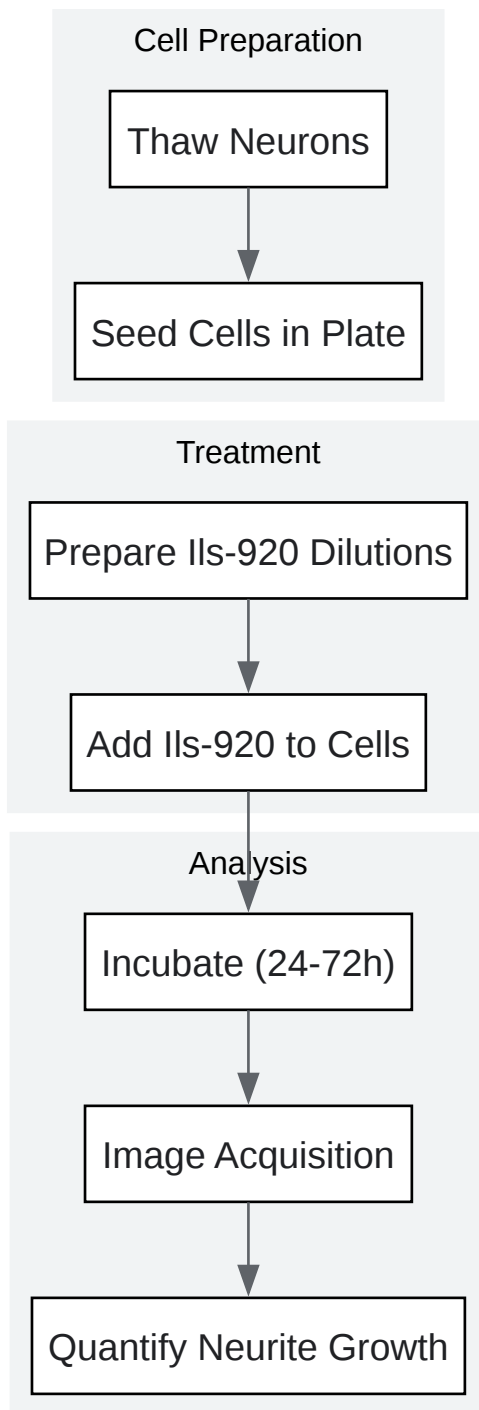 Cell Preparation
Thaw Neurons
Seed Cells in Plate
Treatment
Prepare Ils-920 Dilutions
Add Ils-920 to Cells
Analysis
Incubate (24-72h)
Image Acquisition
Quantify Neurite Growth